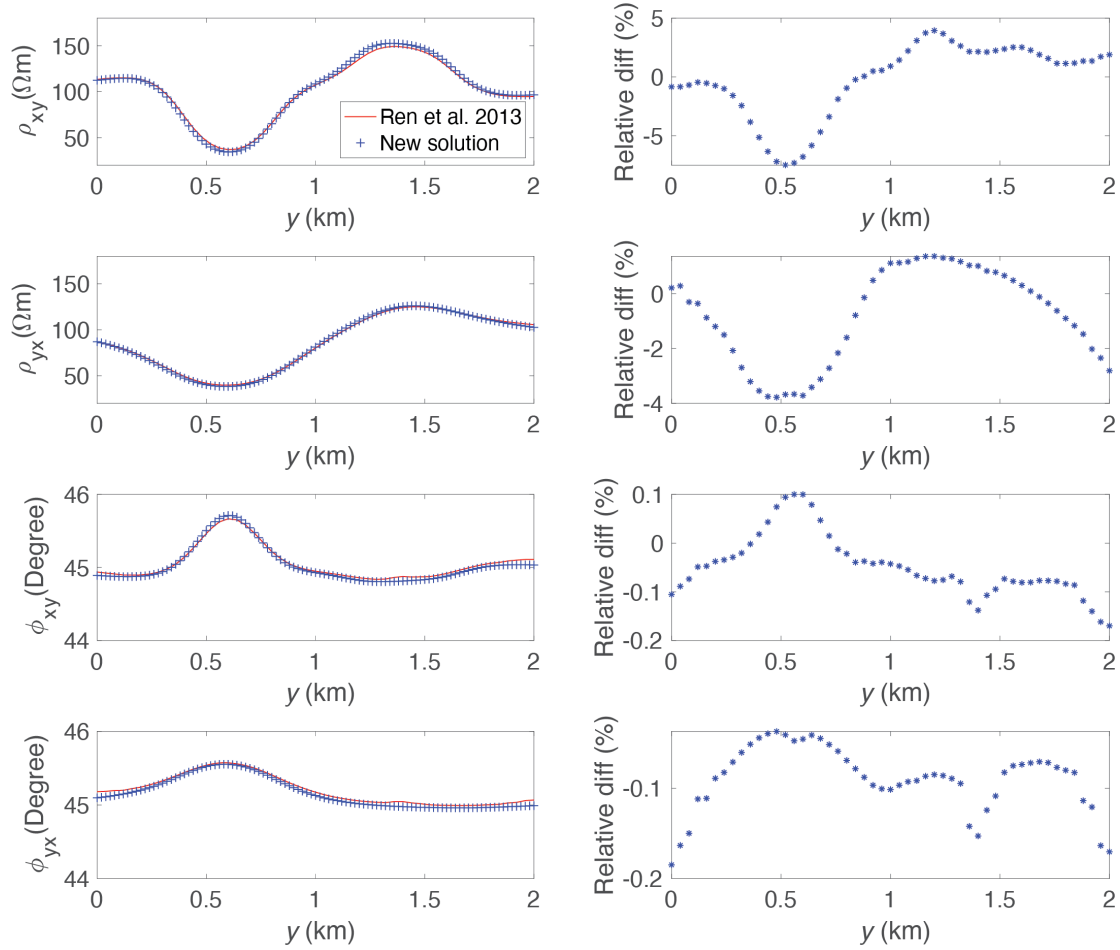 150
100
50
ρxy(Ωm)
Ren et al. 2013
New solution
0 0.5 1 1.5 2
y (km)
5
0
-5
Relative diff (%)
0 0.5 1 1.5 2
y (km)
150
100
50
ρyx(Ωm)
0 0.5 1 1.5 2
y (km)
0
-2
-4
Relative diff (%)
0 0.5 1 1.5 2
y (km)
46
45
44
ϕxy(Degree)
0 0.5 1 1.5 2
y (km)
0.1
0
-0.1
-0.2
Relative diff (%)
0 0.5 1 1.5 2
y (km)
46
45
44
ϕyx(Degree)
0 0.5 1 1.5 2
y (km)
-0.1
-0.2
Relative diff (%)
0 0.5 1 1.5 2
y (km)